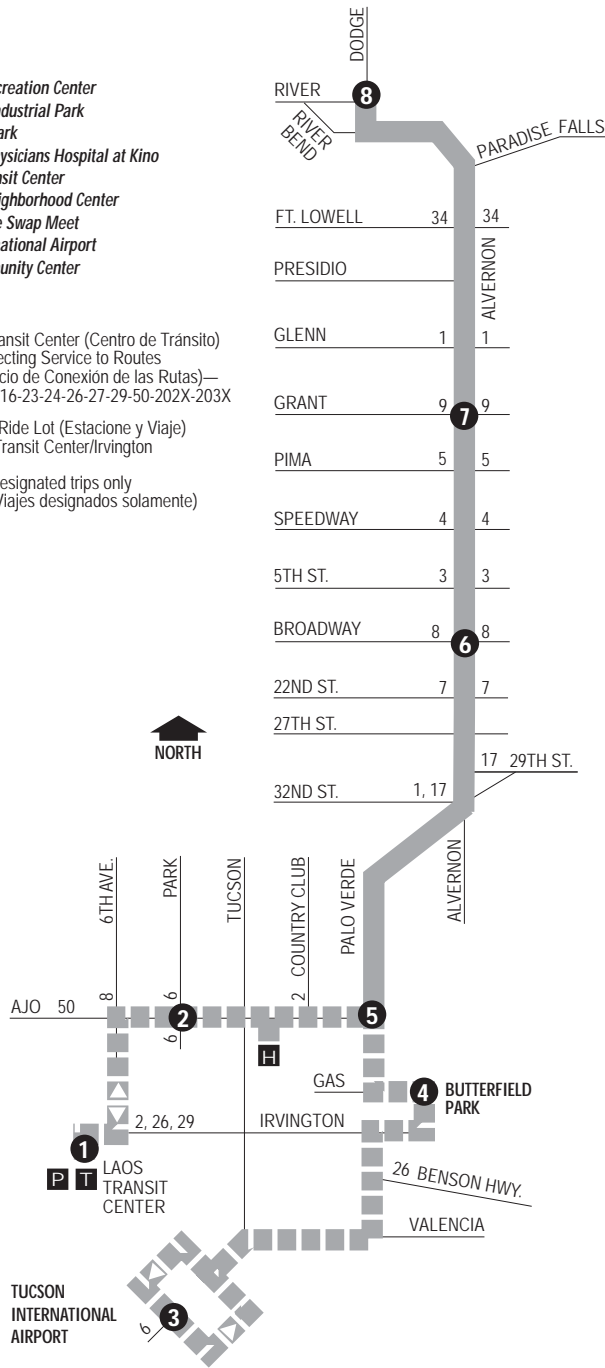 creation Center
ndustrial Park
ark
ysicians Hospital at Kino
nsit Center
ighborhood Center
e Swap Meet
national Airport
unity Center
ansit Center (Centro de Tránsito)
ecting Service to Routes
cio de Conexión de las Rutas)—
16-23-24-26-27-29-50-202X-203X
Ride Lot (Estacione y Viaje)
Transit Center/Irvington
esignated trips only
Viajes designados solamente)
DODGE
RIVER
8
RIVER BEND
PARADISE FALLS
FT. LOWELL 34 34
ALVERNON
PRESIDIO
GLENN 1 1
GRANT 9 9
7
PIMA 5 5
SPEEDWAY 4 4
5TH ST. 3 3
BROADWAY 8 8
6
22ND ST. 7 7
27TH ST.
NORTH
17 29TH ST.
32ND ST. 1, 17
ALVERNON
6TH AVE.
PARK
TUCSON
COUNTRY CLUB
PALO VERDE
8
6
2
AJO 50
2
5
6
H
GAS
4
BUTTERFIELD
PARK
2, 26, 29 IRVINGTON
1
P T
LAOS
TRANSIT
CENTER
26 BENSON HWY.
VALENCIA
TUCSON
INTERNATIONAL
AIRPORT
6
3